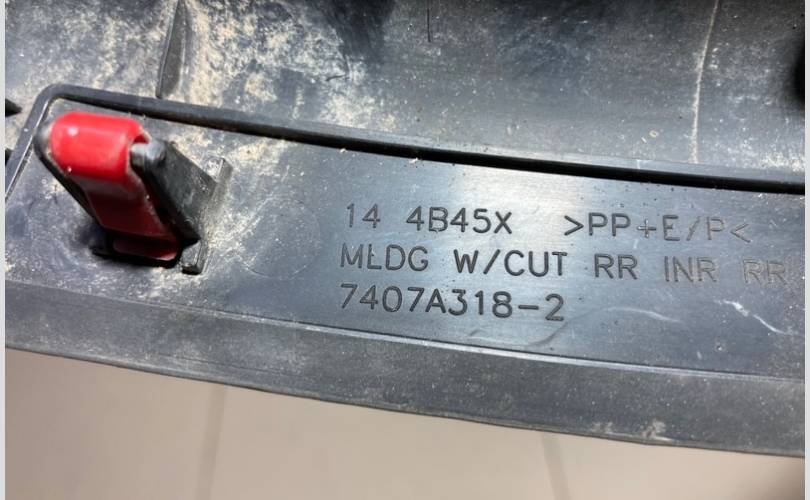 14 4B45X >PP+E/P<
MLDG W/CUT RR INR RR
7407A318-2